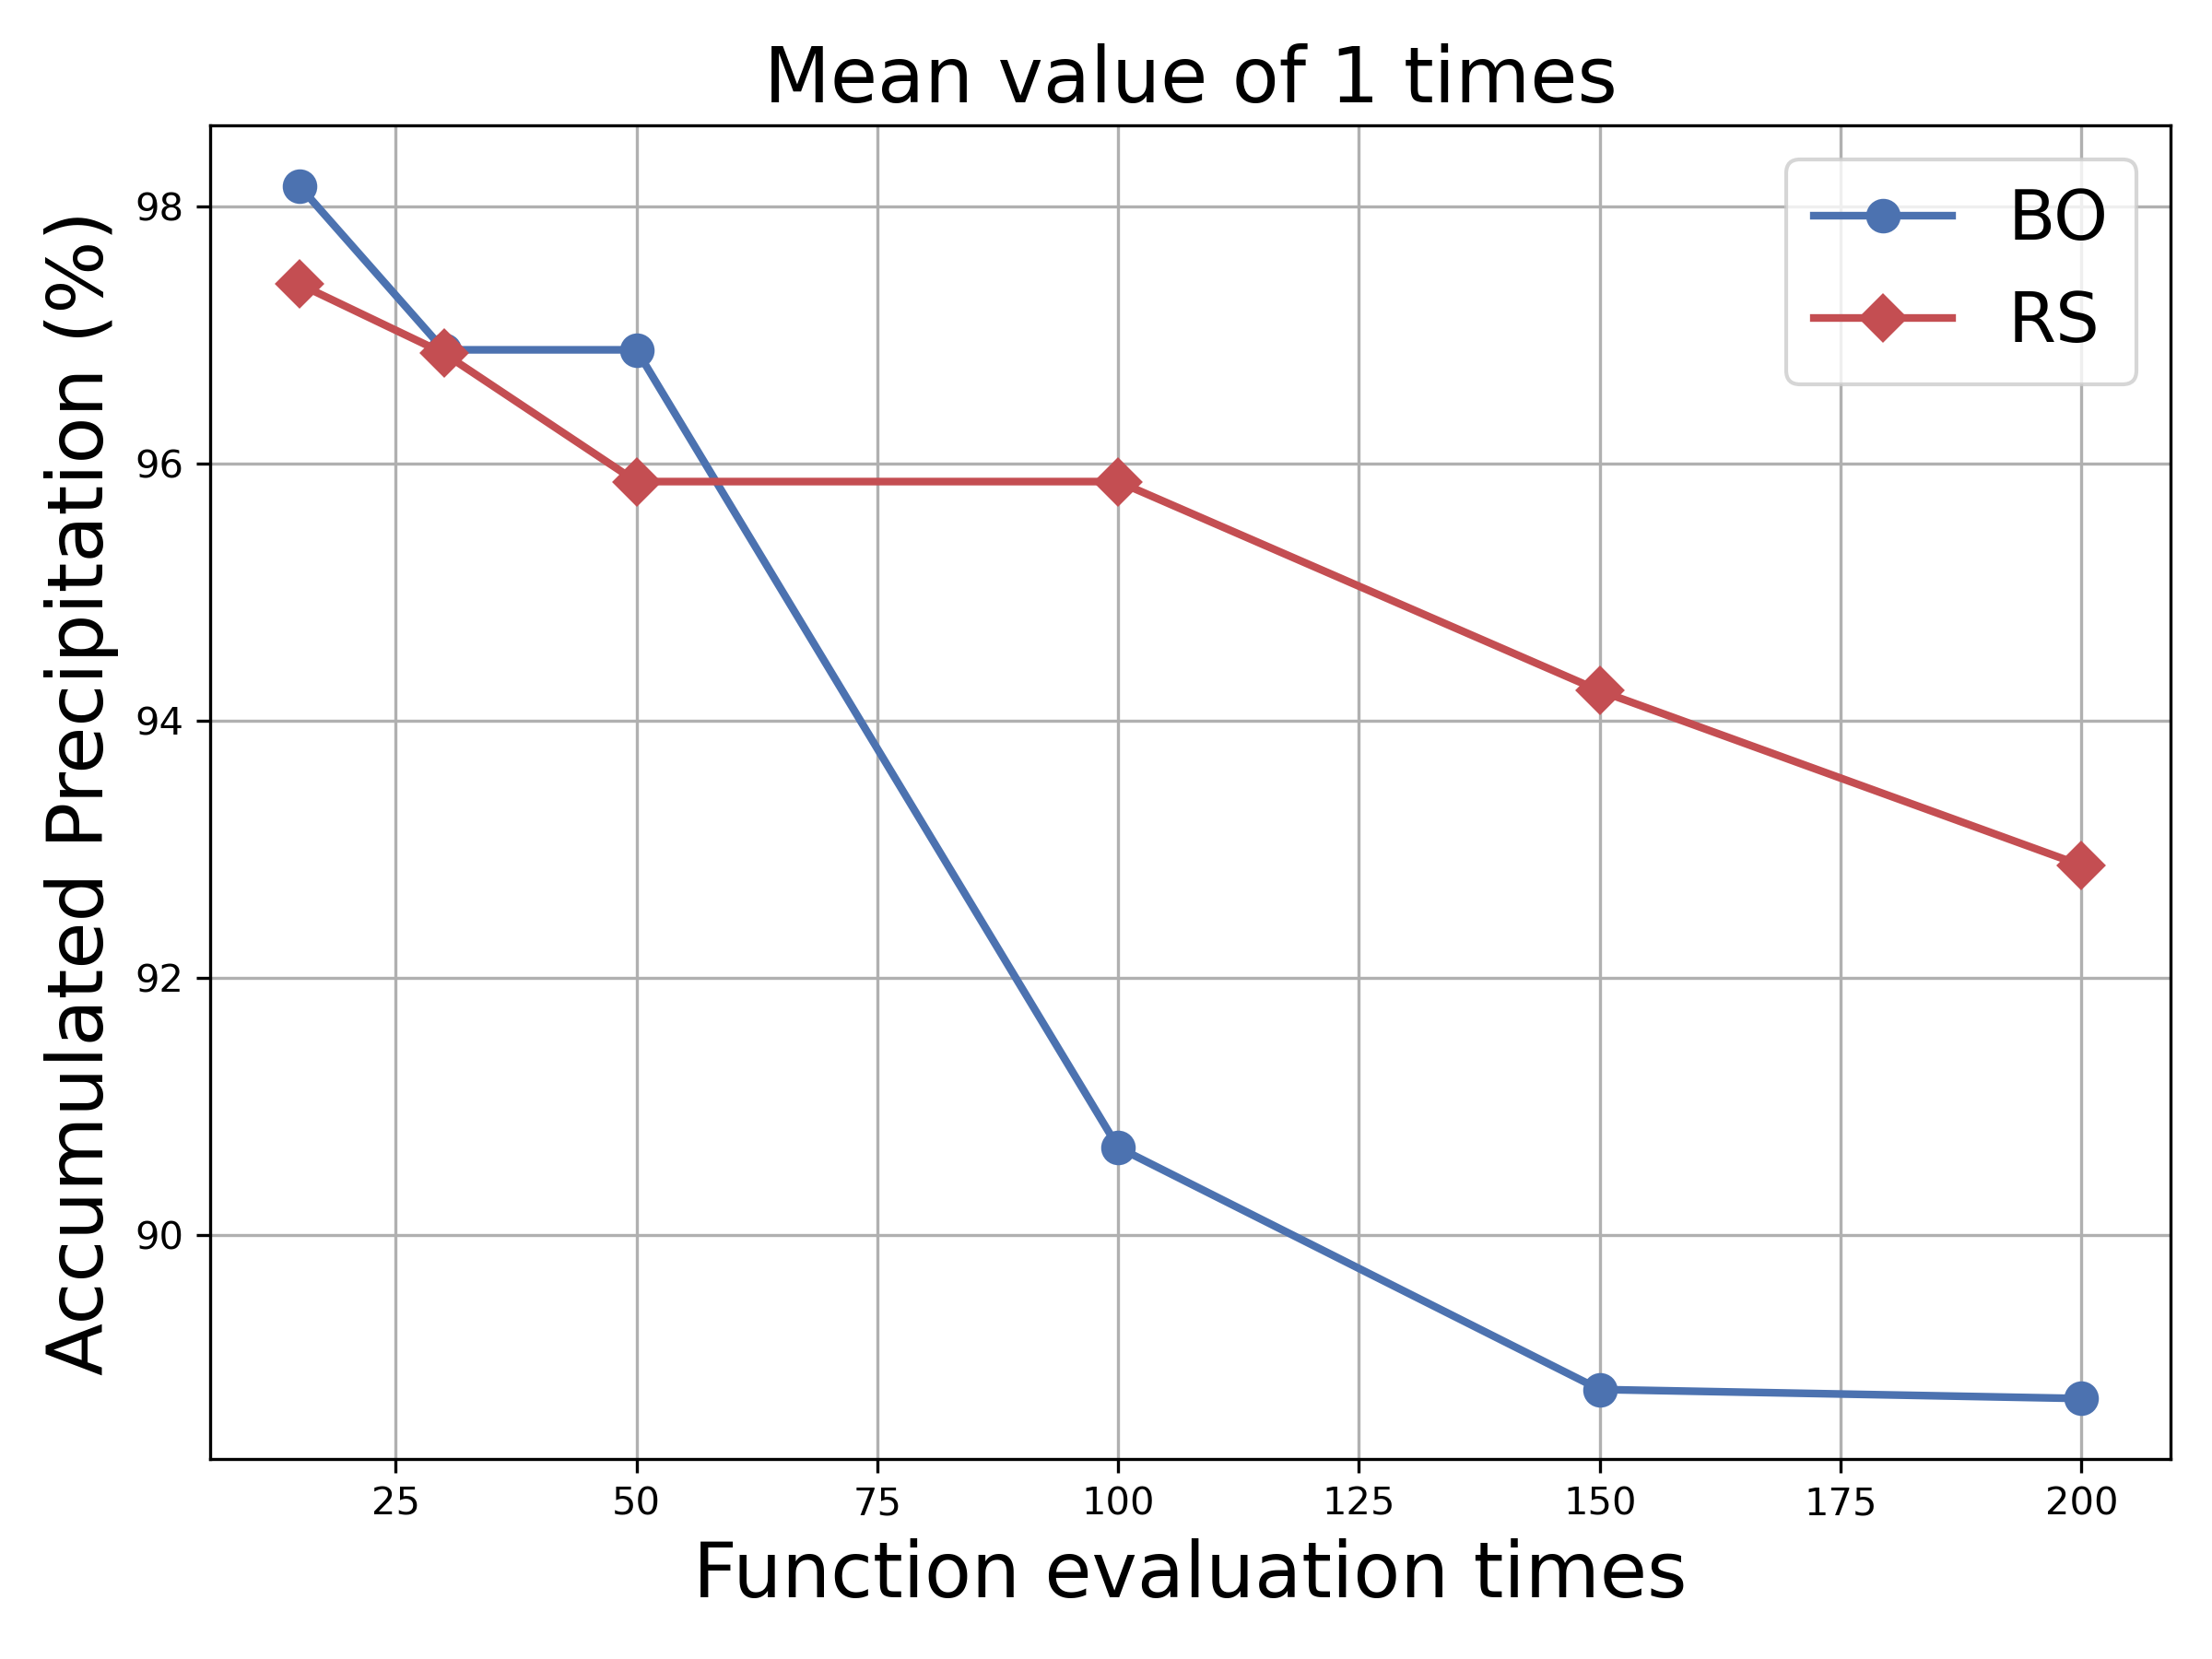 Mean value of 1 times
Accumulated Precipitation (%)
98
96
94
92
90
BO
RS
25 50 75 100 125 150 175 200
Function evaluation times